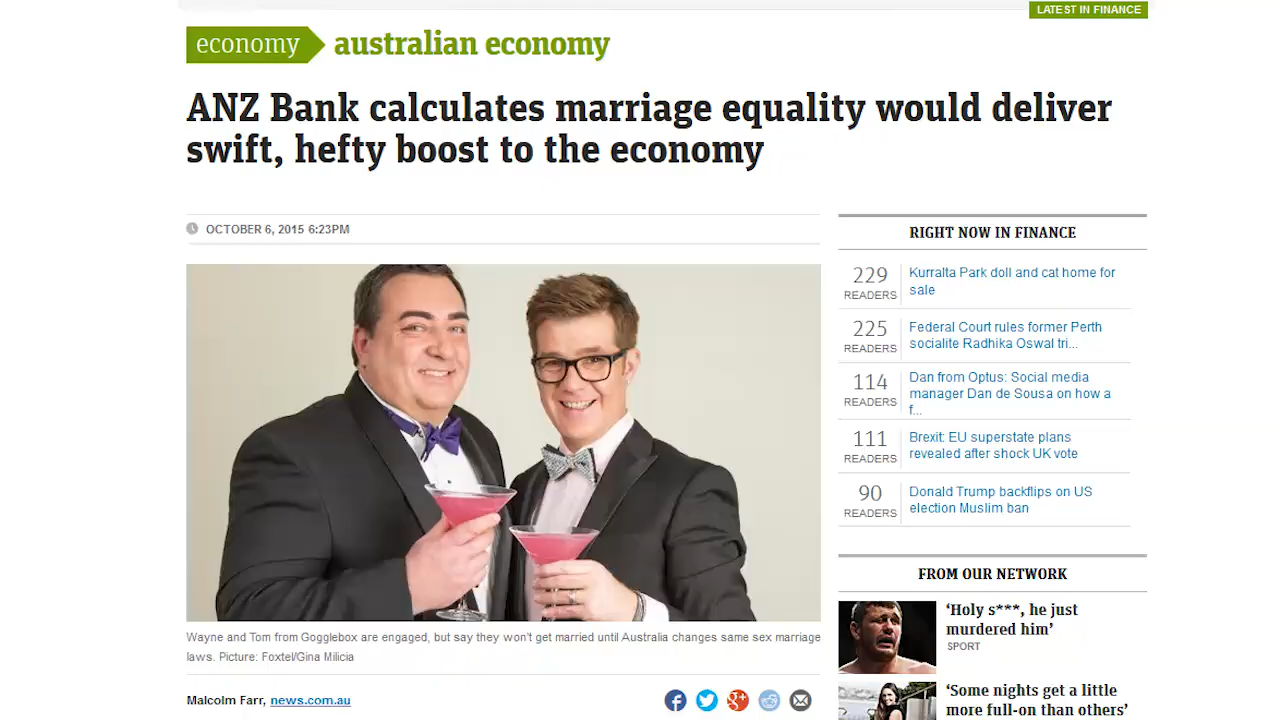 LATEST IN FINANCE
economy
australian economy
ANZ Bank calculates marriage equality would deliver
swift, hefty boost to the economy
OCTOBER 6, 2015 6:23PM
Wayne and Tom from Gogglebox are engaged, but say they won't get married until Australia changes same sex marriage
laws. Picture: Foxtel/Gina Milicia
Malcolm Farr, news.com.au
RIGHT NOW IN FINANCE
229
READERS
Kurralta Park doll and cat home for
sale
225
READERS
Federal Court rules former Perth
socialite Radhika Oswal tri...
114
READERS
Dan from Optus: Social media
manager Dan de Sousa on how a
f...
111
READERS
Brexit: EU superstate plans
revealed after shock UK vote
90
READERS
Donald Trump backflips on US
election Muslim ban
FROM OUR NETWORK
‘Holy s***, he just
murdered him’
SPORT
‘Some nights get a little
more full-on than others’